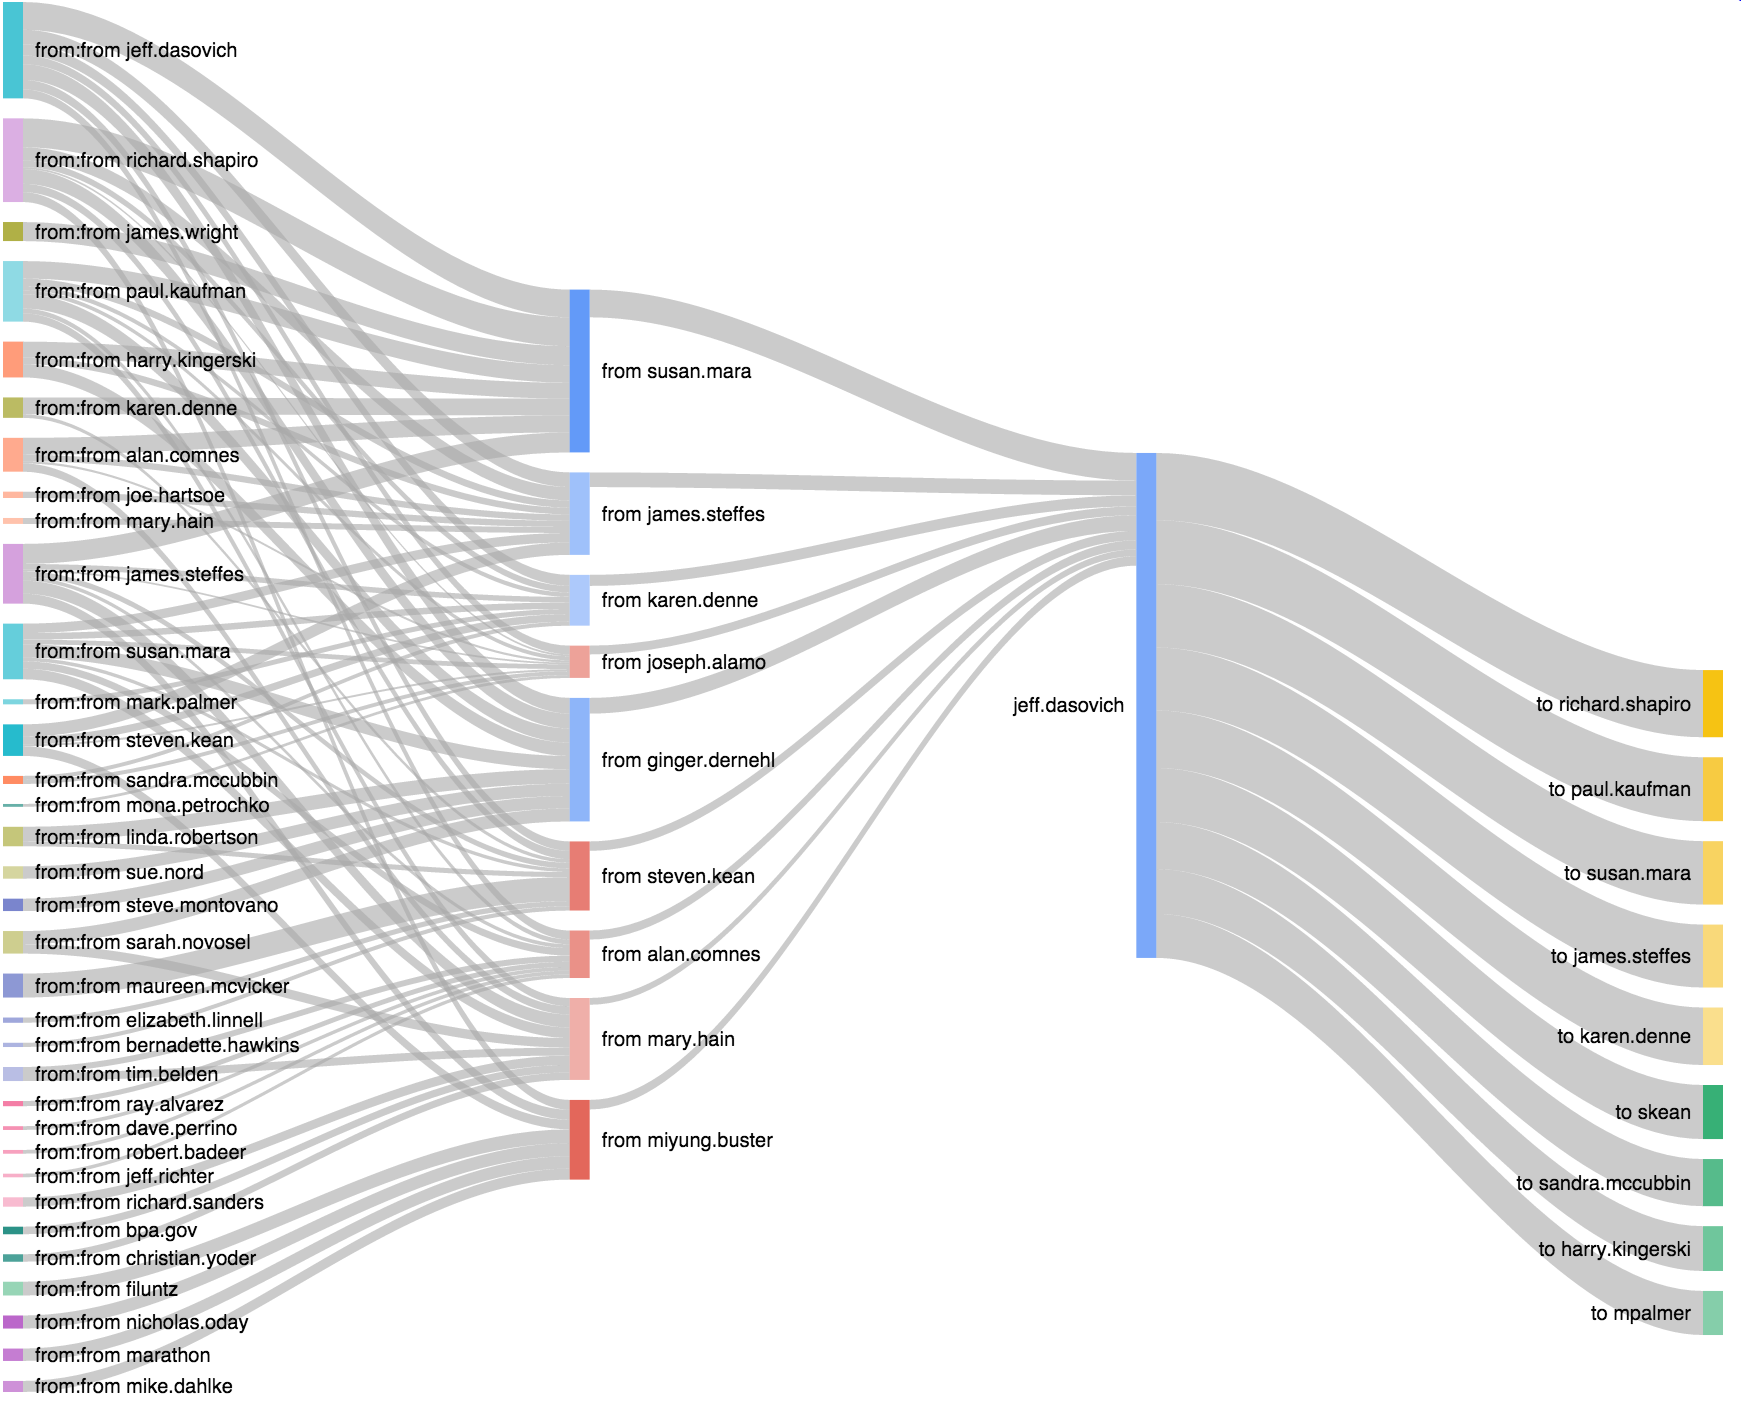 from:from jeff.dasovich
from:from richard.shapiro
from:from james.wright
from:from paul.kaufman
from:from harry.kingerski
from:from karen.denne
from:from alan.comnes
from:from joe.hartsoe
from:from mary.hain
from:from james.steffes
from:from susan.mara
from:from mark.palmer
from:from steven.kean
from:from sandra.mccubbin
from:from mona.petrochko
from:from linda.robertson
from:from sue.nord
from:from steve.montovano
from:from sarah.novosel
from:from maureen.mcvicker
from:from elizabeth.linnell
from:from bernadette.hawkins
from:from tim.belden
from:from ray.alvarez
from:from dave.perrino
from:from robert.badeer
from:from jeff.richter
from:from richard.sanders
from:from bpa.gov
from:from christian.yoder
from:from filuntz
from:from nicholas.oday
from:from marathon
from:from mike.dahlke
from susan.mara
from james.steffes
from karen.denne
from joseph.alamo
from ginger.dernehl
from steven.kean
from alan.comnes
from mary.hain
from miyung.buster
jeff.dasovich
to richard.shapiro
to paul.kaufman
to susan.mara
to james.steffes
to karen.denne
to skean
to sandra.mccubbin
to harry.kingerski
to mpalmer